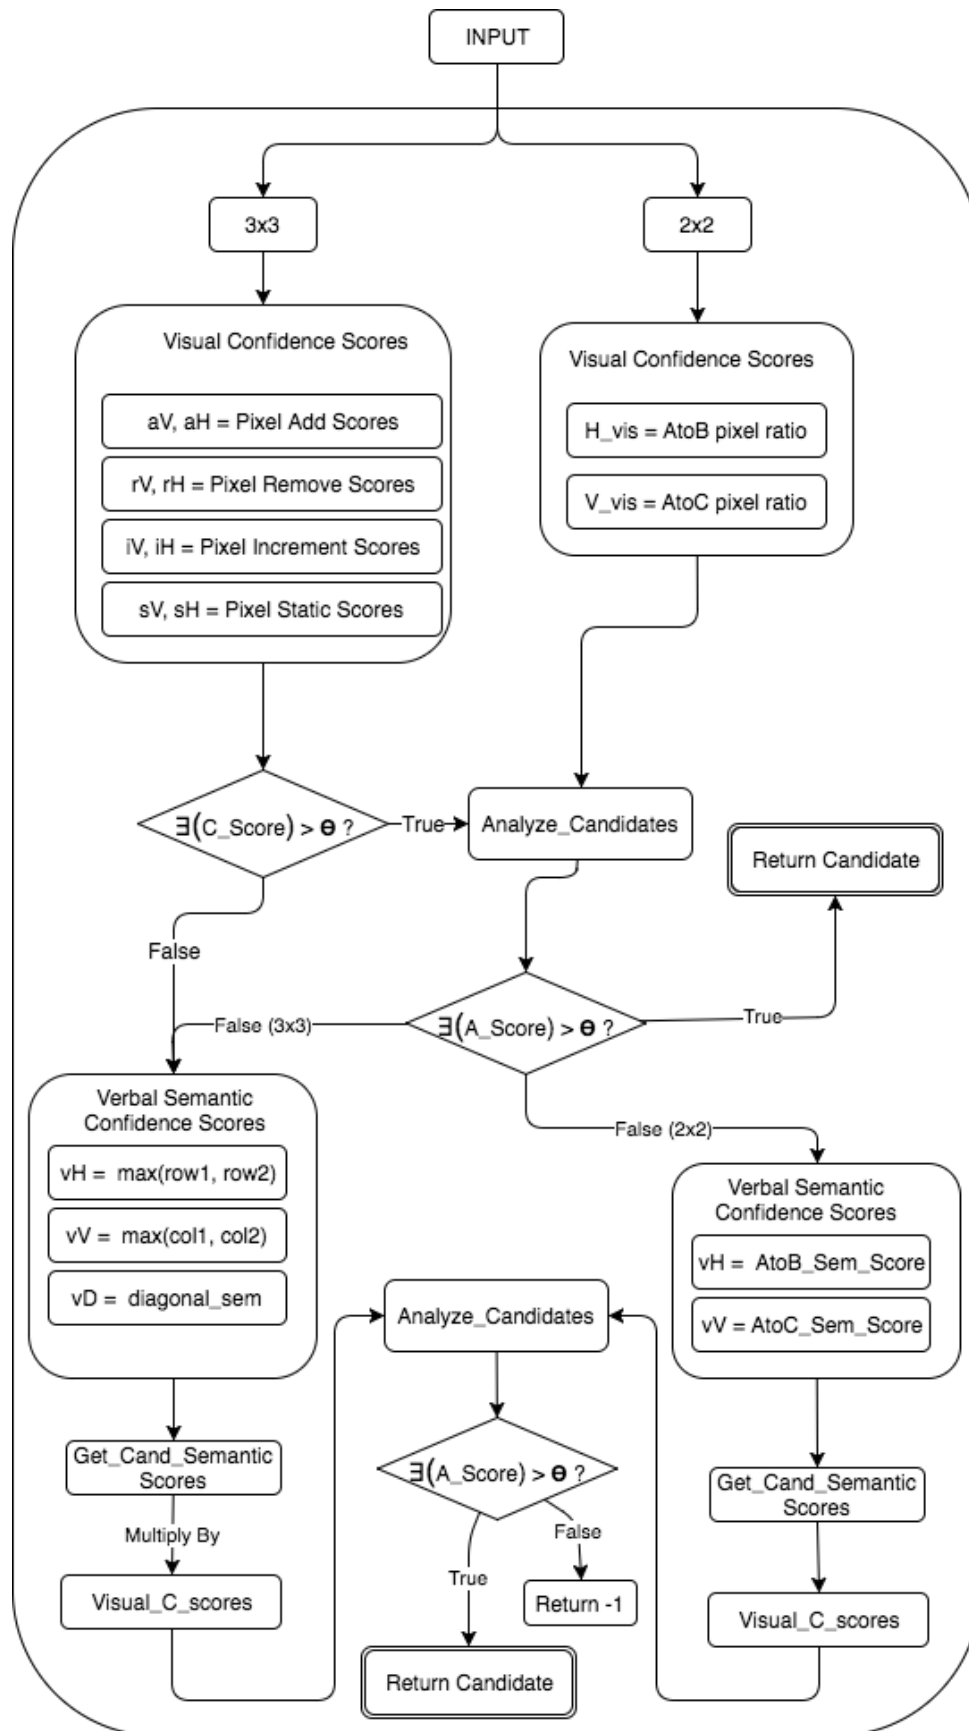 INPUT
3x3
2x2
Visual Confidence Scores
aV, aH = Pixel Add Scores
rV, rH = Pixel Remove Scores
iV, iH = Pixel Increment Scores
sV, sH = Pixel Static Scores
Visual Confidence Scores
H_vis = AtoB pixel ratio
V_vis = AtoC pixel ratio
∃(C_Score) > Θ ?
True
Analyze_Candidates
Return Candidate
False
False (3x3)
∃(A_Score) > Θ ?
True
False (2x2)
Verbal Semantic
Confidence Scores
vH = max(row1, row2)
vV = max(col1, col2)
vD = diagonal_sem
Verbal Semantic
Confidence Scores
vH = AtoB_Sem_Score
vV = AtoC_Sem_Score
Analyze_Candidates
Get_Cand_Semantic
Scores
Multiply By
Visual_C_scores
∃(A_Score) > Θ ?
False
True
Return -1
Return Candidate
Get_Cand_Semantic
Scores
Visual_C_scores